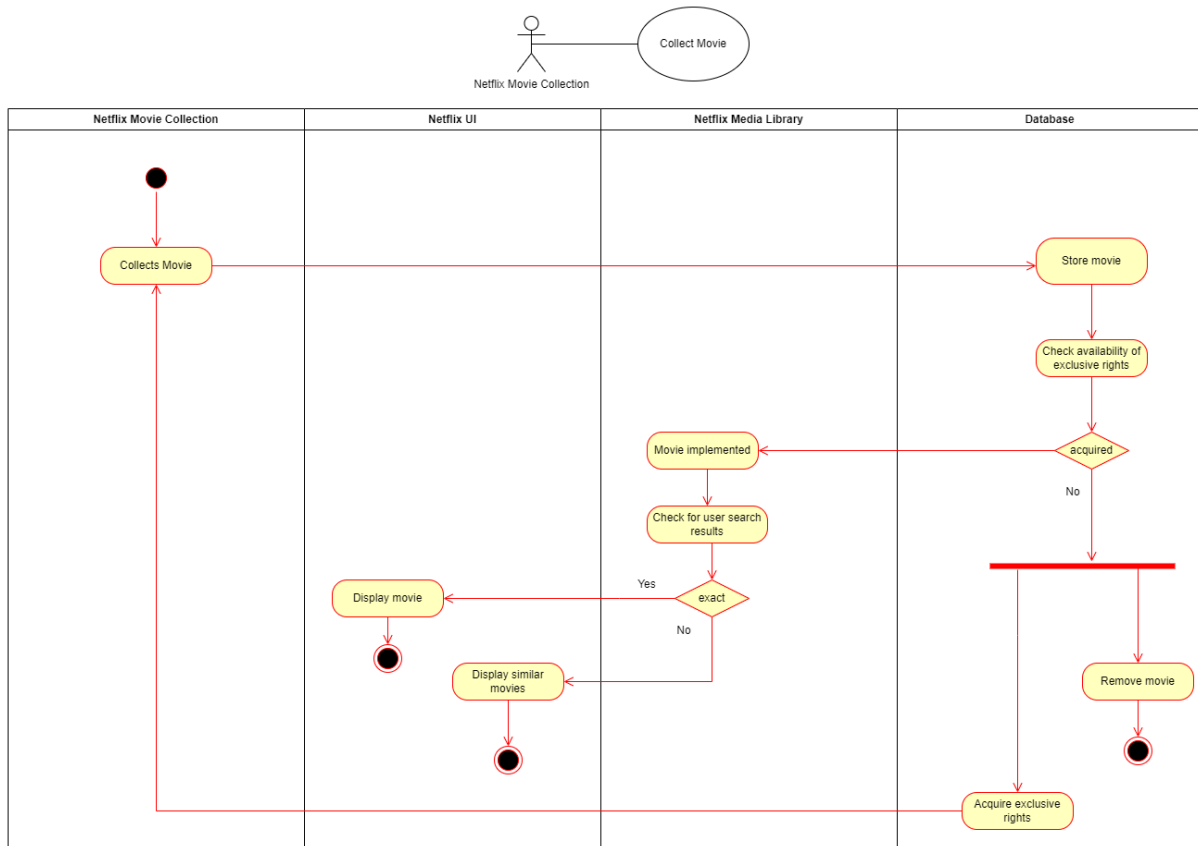 Collect Movie
Netflix Movie Collection
Netflix Movie Collection
Netflix UI
Netflix Media Library
Database
Collects Movie
Store movie
Check availability of
exclusive rights
Movie implemented
acquired
No
Check for user search
results
Yes
exact
Display movie
No
Display similar
movies
Remove movie
Acquire exclusive
rights